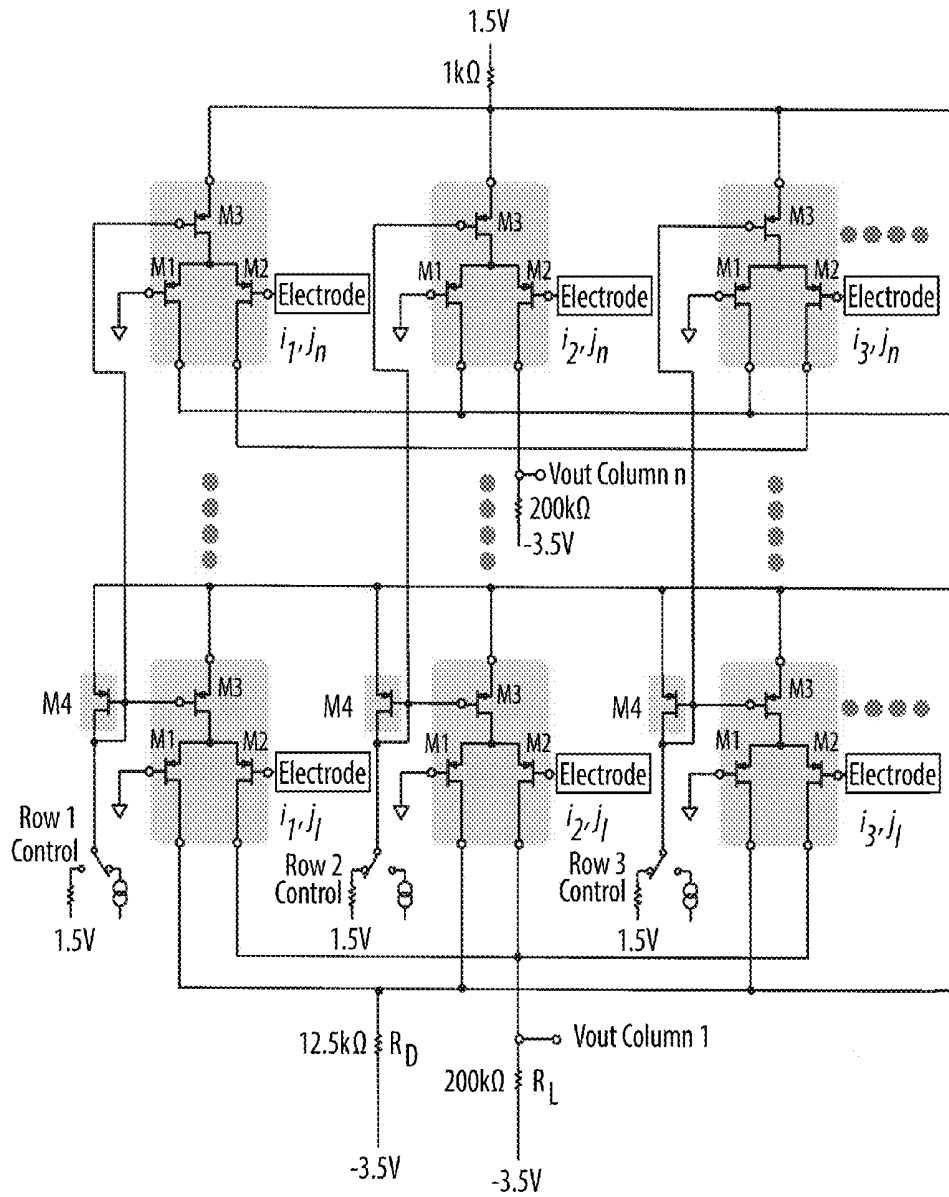 1.5V
1kΩ
M3 M3 M3
M1 M2 M1 M2 M1 M2
Electrode Electrode Electrode
i1, jn i2, jn i3, jn
Vout Column n
200kΩ
-3.5V
M4 M3 M4 M3 M4 M3
M1 M2 M1 M2 M1 M2
Electrode Electrode Electrode
i1, jl i2, jl i3, jl
Row 1 Control
Row 2 Control
Row 3 Control
1.5V 1.5V 1.5V
12.5kΩ RD
Vout Column 1
200kΩ RL
-3.5V -3.5V